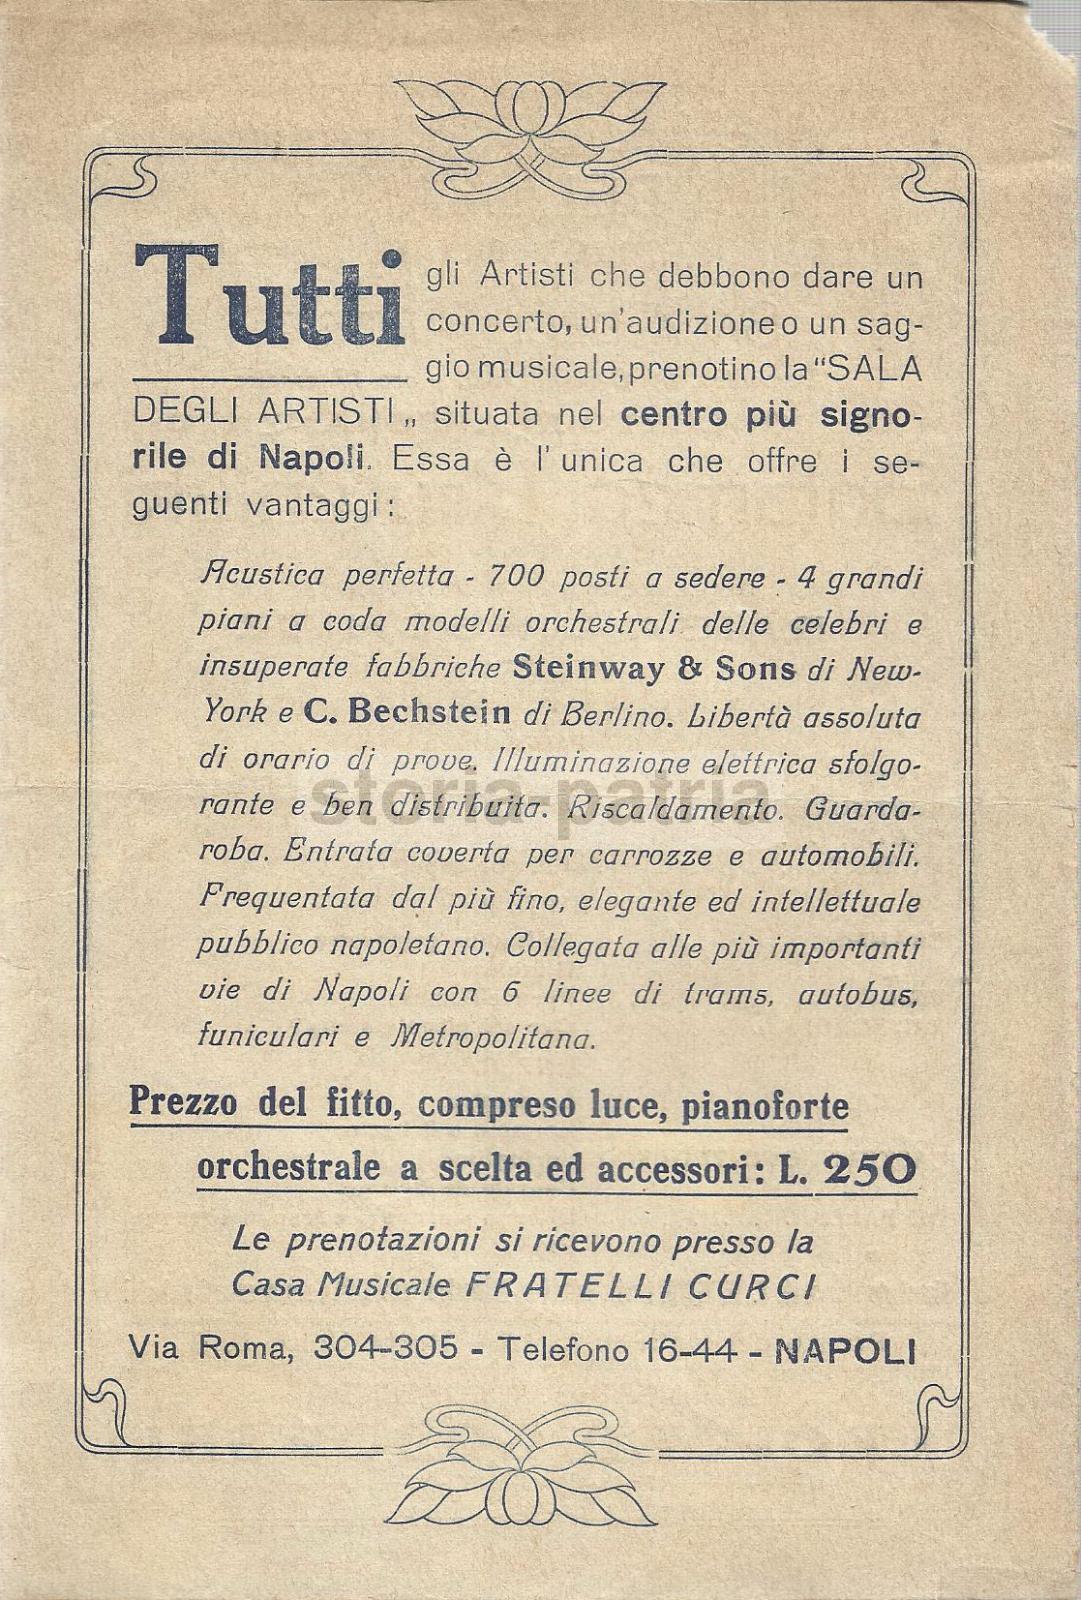 Tutti gli Artisti che debbono dare un
concerto, un'audizione o un sag-
gio musicale, prenotino la "SALA
DEGLI ARTISTI„ situata nel centro più signo-
rile di Napoli. Essa è l'unica che offre i se-
guenti vantaggi:
Acustica perfetta - 700 posti a sedere - 4 grandi
piani a coda modelli orchestrali delle celebri e
insuperate fabbriche Steinway & Sons di New-
York e C. Bechstein di Berlino. Libertà assoluta
di orario di prove. Illuminazione elettrica sfolgo-
rante e ben distribuita. Riscaldamento. Guarda-
roba. Entrata coverta per carrozze e automobili.
Frequentata dal più fino, elegante ed intellettuale
pubblico napoletano. Collegata alle più importanti
vie di Napoli con 6 linee di trams, autobus,
funiculari e Metropolitana.
Prezzo del fitto, compreso luce, pianoforte
orchestrale a scelta ed accessori: L. 250
Le prenotazioni si ricevono presso la
Casa Musicale FRATELLI CURCI
Via Roma, 304-305 - Telefono 16-44 - NAPOLI
storia-patria